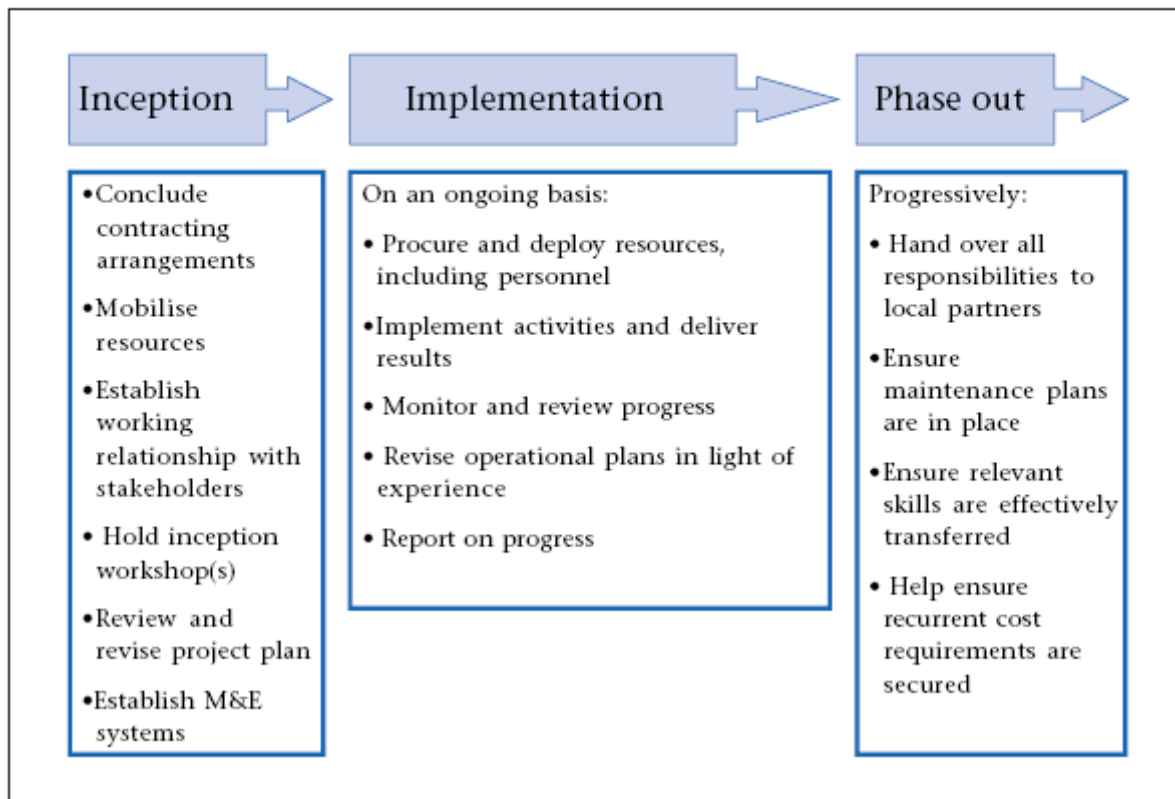 Inception
Implementation
Phase out
•Conclude
contracting
arrangements
•Mobilise
resources
•Establish
working
relationship with
stakeholders
• Hold inception
workshop(s)
•Review and
revise project plan
•Establish M&E
systems
On an ongoing basis:
• Procure and deploy resources,
including personnel
•Implement activities and deliver
results
• Monitor and review progress
• Revise operational plans in light of
experience
• Report on progress
Progressively:
• Hand over all
responsibilities to
local partners
•Ensure
maintenance plans
are in place
•Ensure relevant
skills are effectively
transferred
• Help ensure
recurrent cost
requirements are
secured